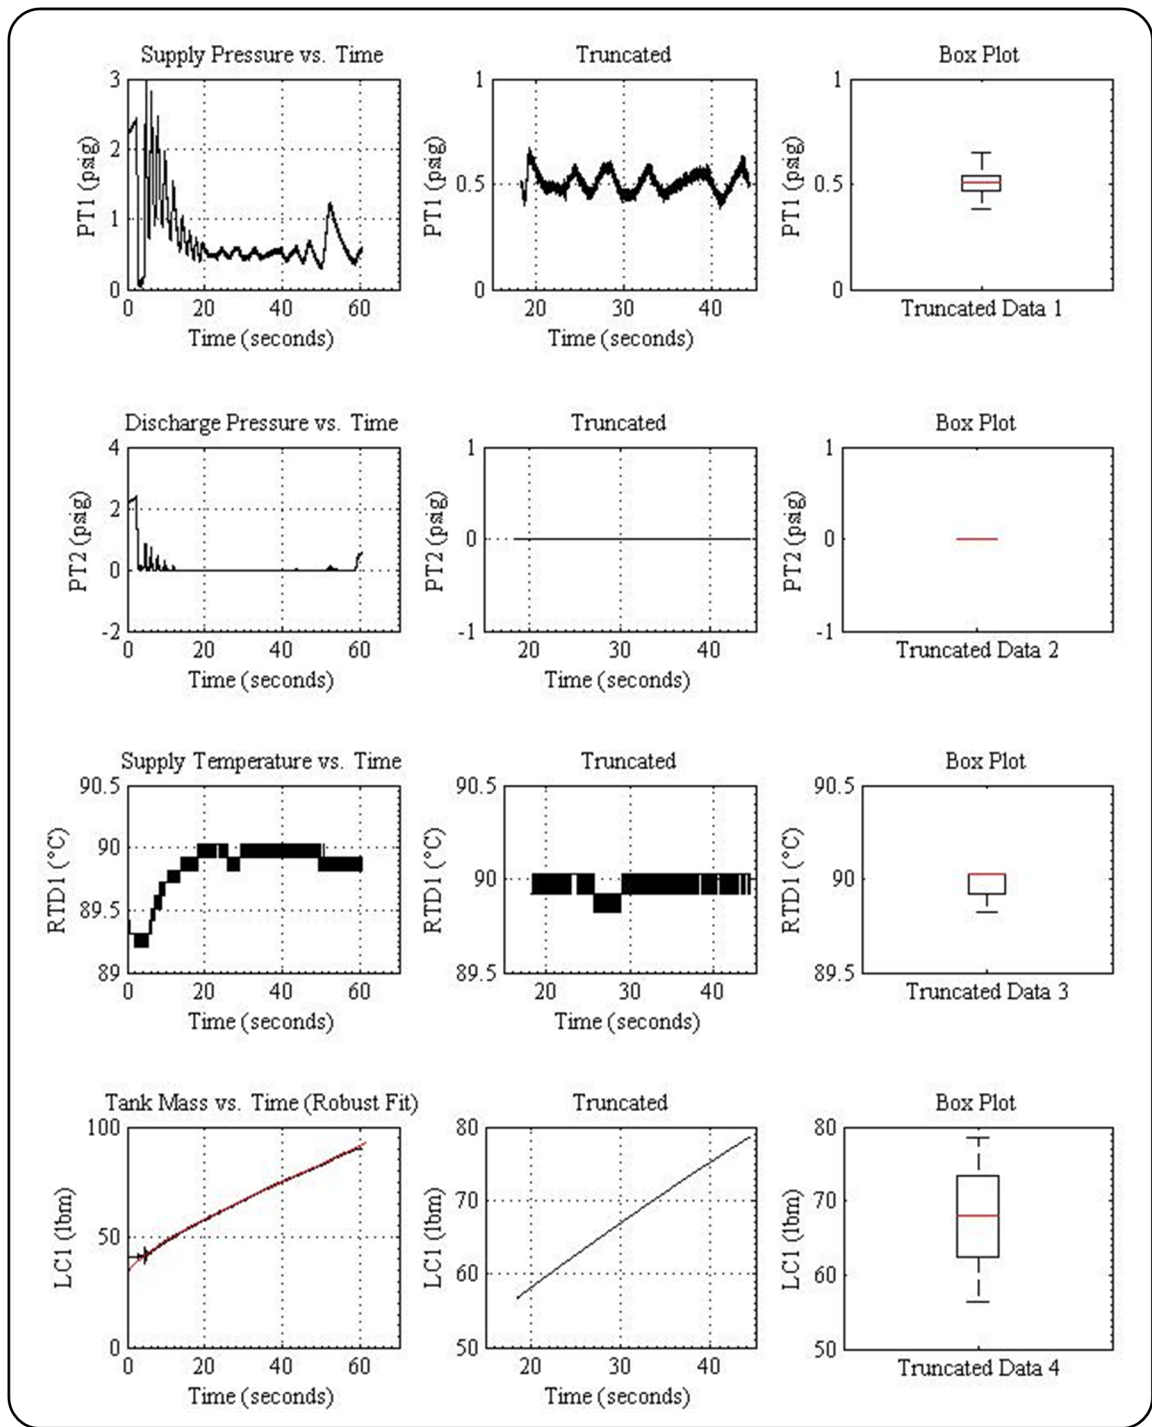 Supply Pressure vs. Time
Truncated
Box Plot
PT1 (psig)
3
2
1
0
0 20 40 60
Time (seconds)
PT1 (psig)
1
0.5
0
20 30 40
Time (seconds)
PT1 (psig)
1
0.5
0
Truncated Data 1
Discharge Pressure vs. Time
Truncated
Box Plot
PT2 (psig)
4
2
0
-2
0 20 40 60
Time (seconds)
PT2 (psig)
1
0
-1
20 30 40
Time (seconds)
PT2 (psig)
1
0
-1
Truncated Data 2
Supply Temperature vs. Time
Truncated
Box Plot
RTD1 (°C)
90.5
90
89.5
89
0 20 40 60
Time (seconds)
RTD1 (°C)
90.5
90
89.5
20 30 40
Time (seconds)
RTD1 (°C)
90.5
90
89.5
Truncated Data 3
Tank Mass vs. Time (Robust Fit)
Truncated
Box Plot
LC1 (lbm)
100
50
0
0 20 40 60
Time (seconds)
LC1 (lbm)
80
70
60
50
20 30 40
Time (seconds)
LC1 (lbm)
80
70
60
50
Truncated Data 4